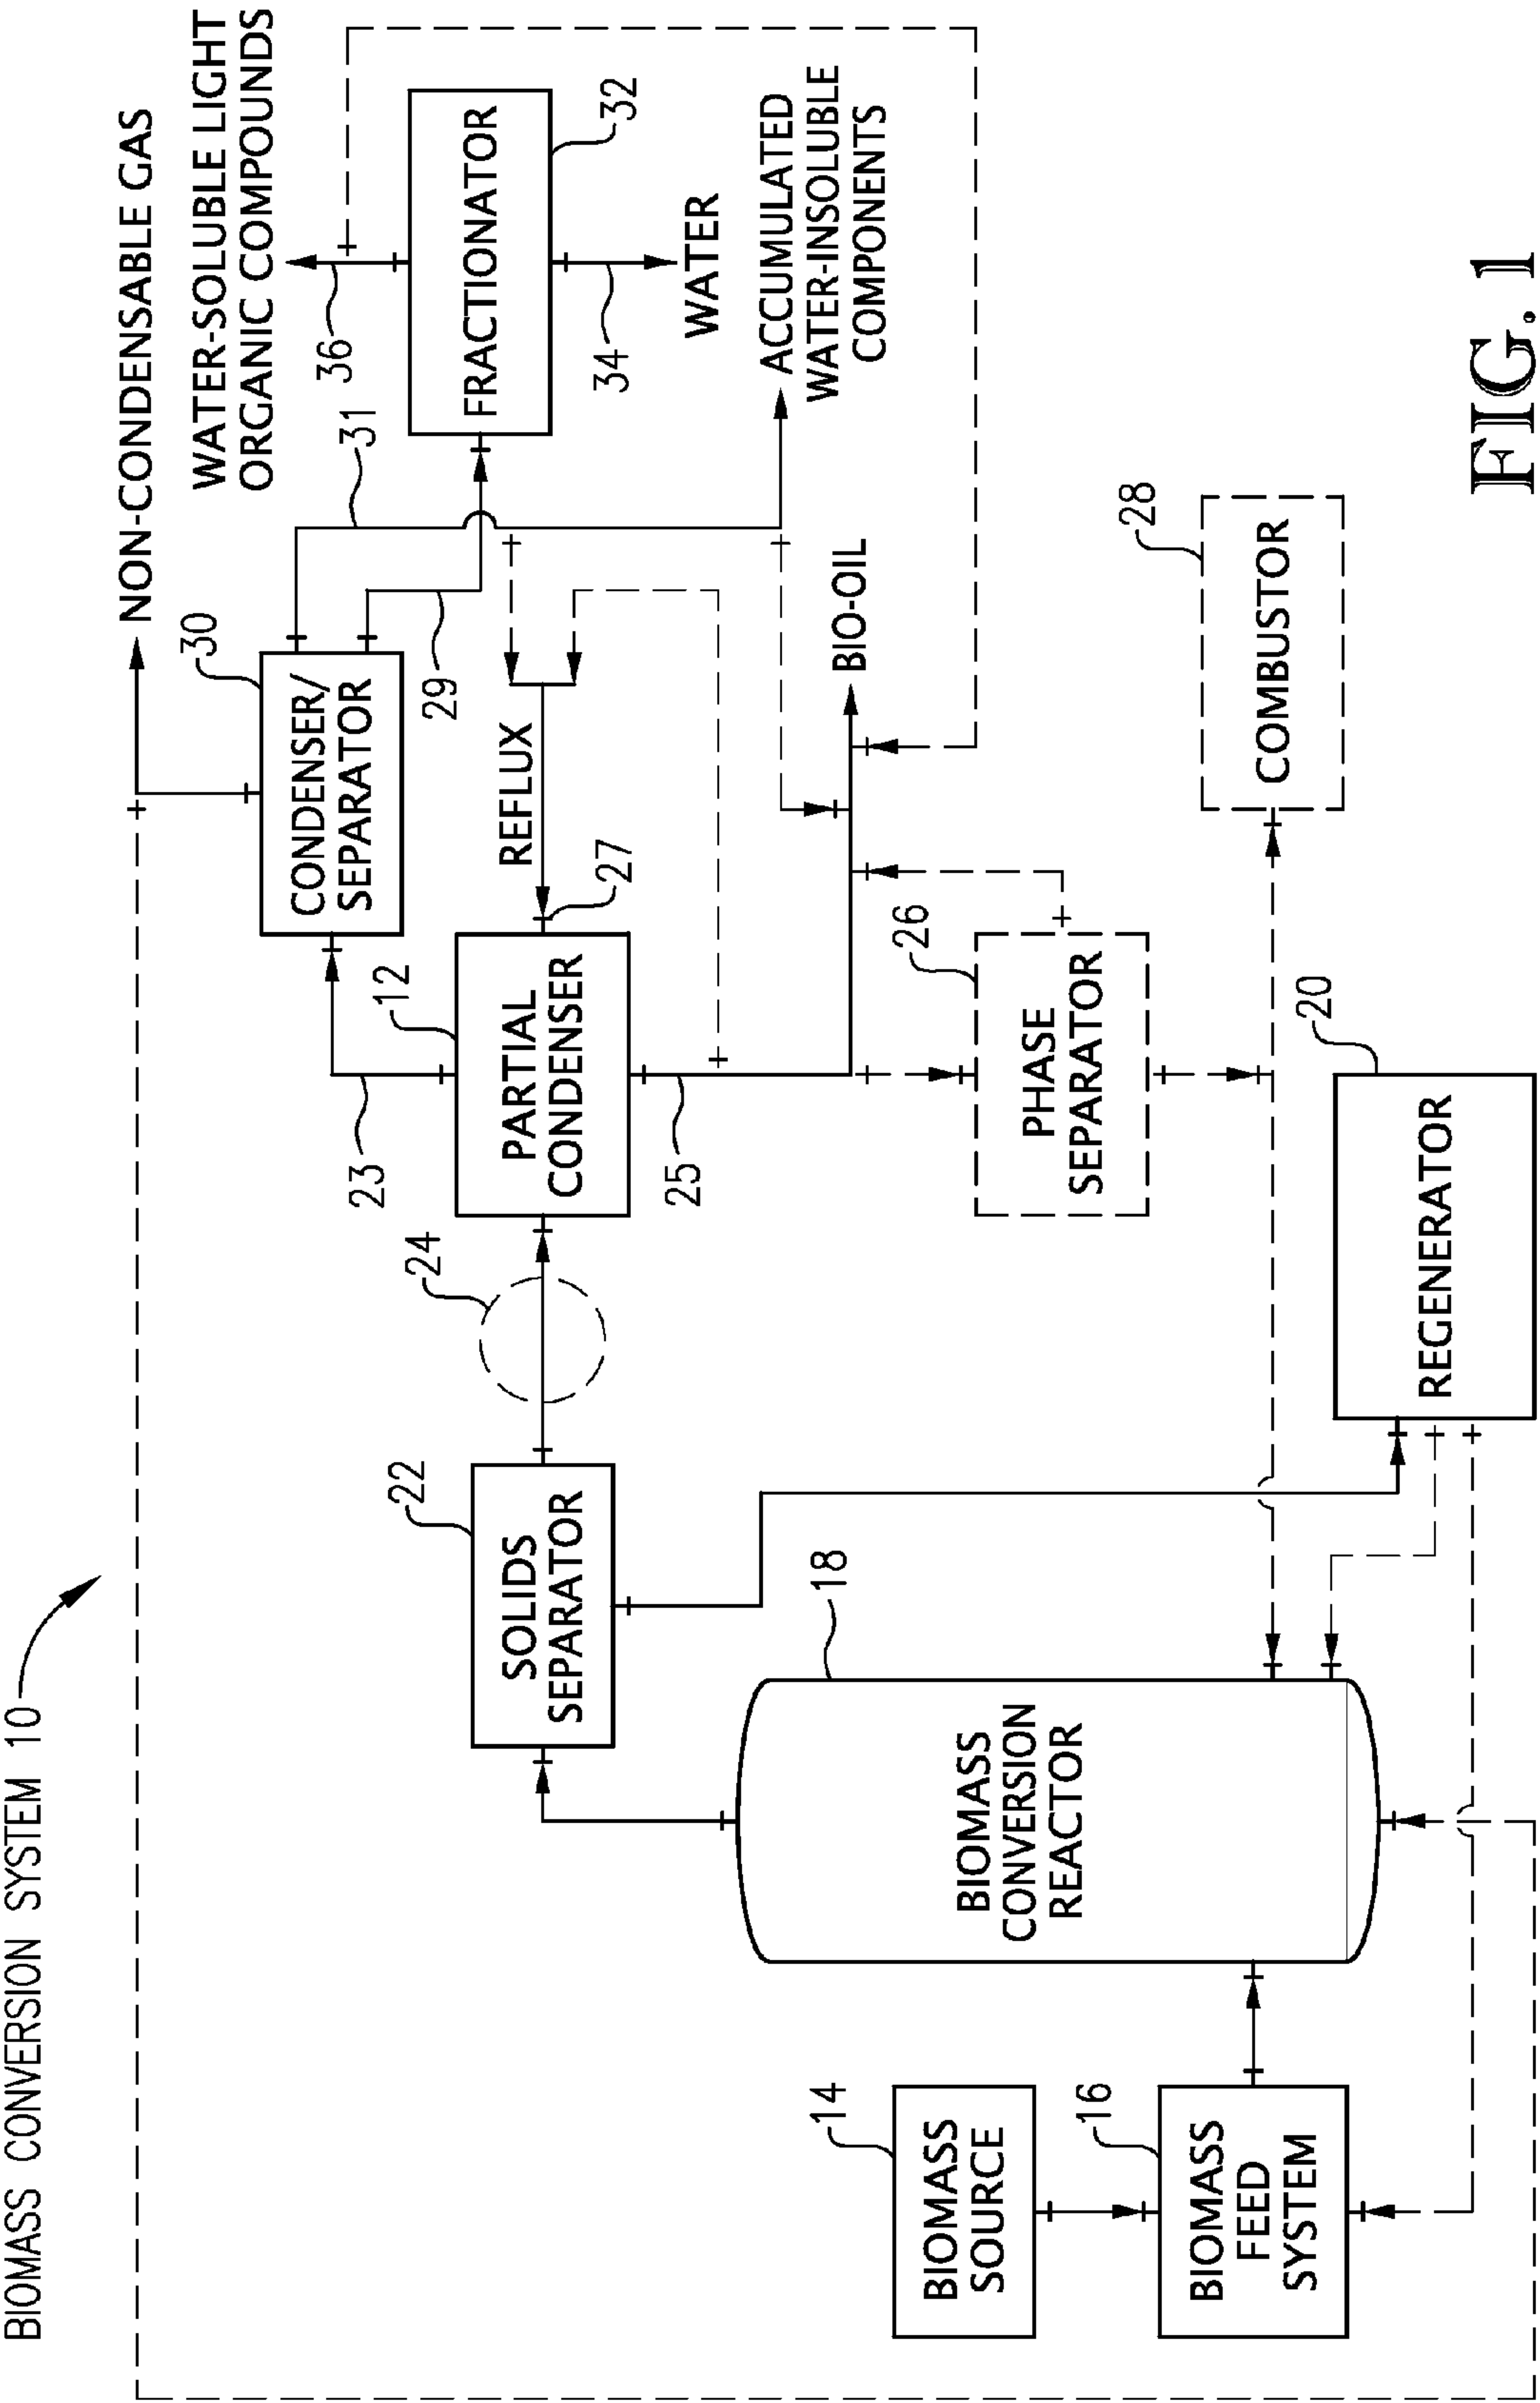 BIOMASS CONVERSION SYSTEM 10
NON-CONDENSABLE GAS
WATER-SOLUBLE LIGHT
ORGANIC COMPOUNDS
30
CONDENSER/
SEPARATOR
31
36
FRACTIONATOR
32
34
WATER
29
23
12
PARTIAL
CONDENSER
REFLUX
27
25
24
22
SOLIDS
SEPARATOR
ACCUMULATED
WATER-INSOLUBLE
COMPONENTS
BIO-OIL
26
PHASE
SEPARATOR
28
COMBUSTOR
18
BIOMASS
CONVERSION
REACTOR
14
BIOMASS
SOURCE
16
BIOMASS
FEED
SYSTEM
20
REGENERATOR
FIG. 1